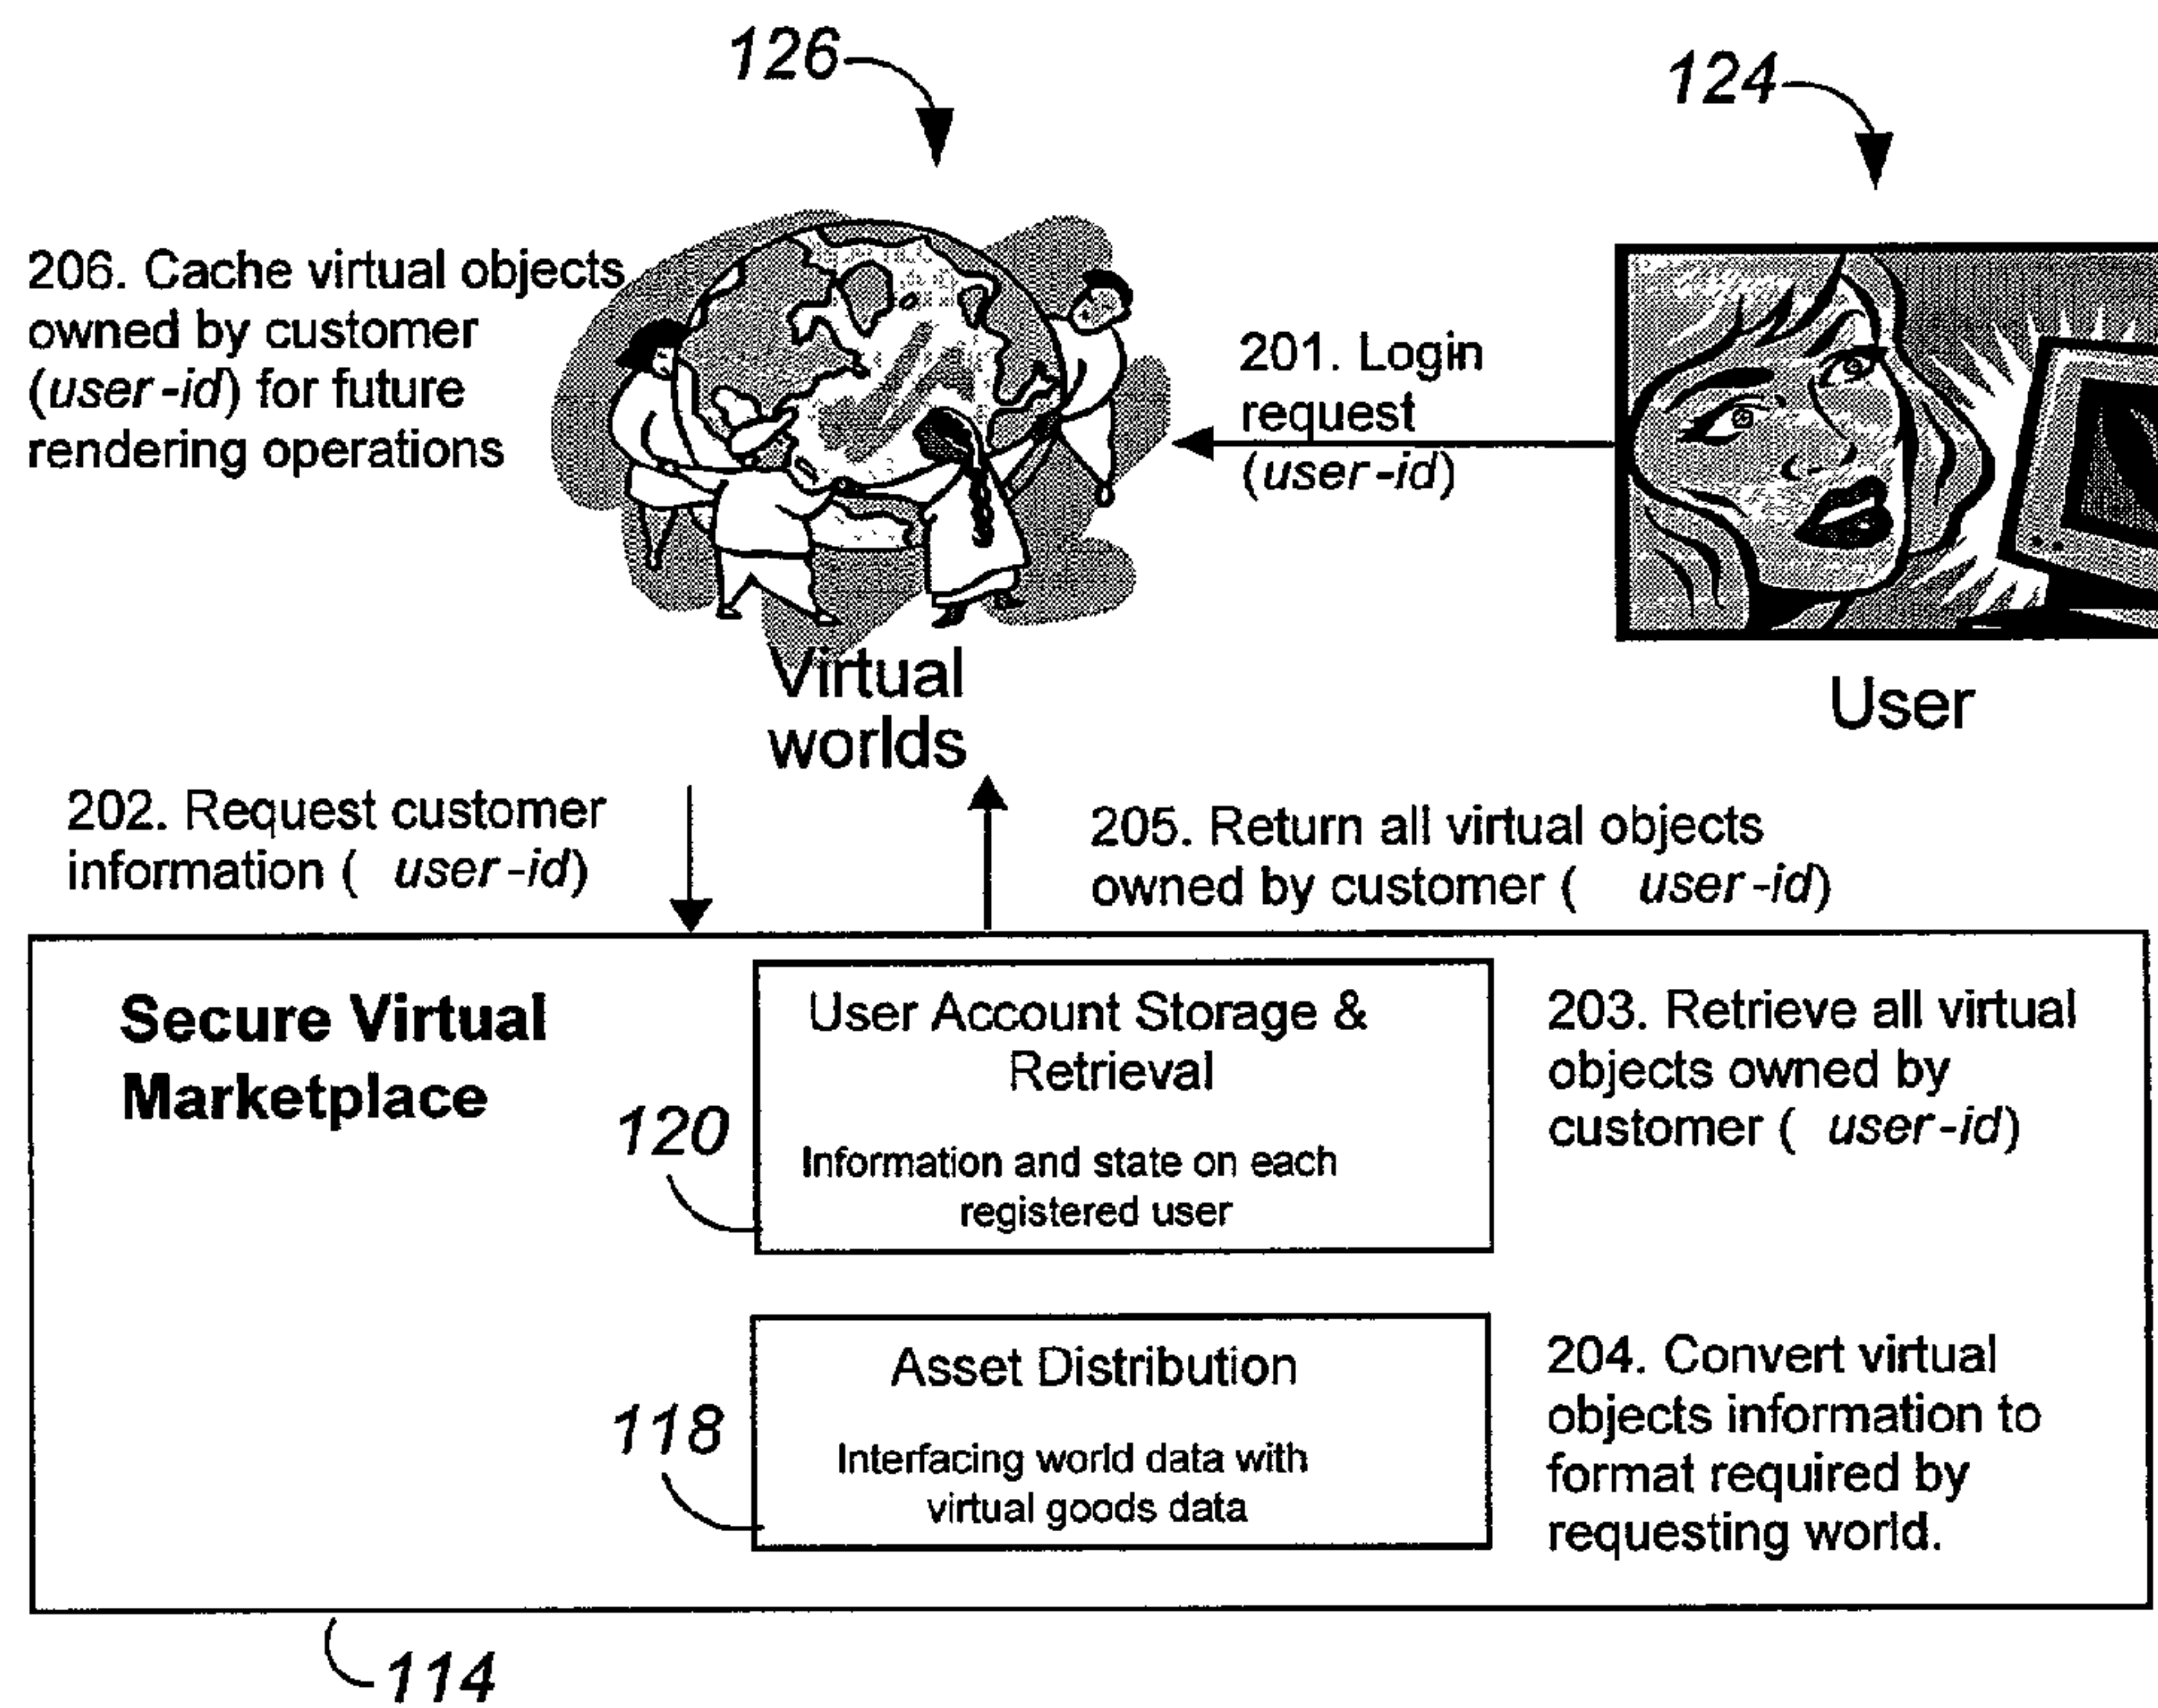 126
124
206. Cache virtual objects
owned by customer
(user-id) for future
rendering operations
201. Login
request
(user-id)
Virtual
worlds
User
202. Request customer
information ( user-id)
205. Return all virtual objects
owned by customer ( user-id)
Secure Virtual
Marketplace
User Account Storage &
Retrieval
120
Information and state on each
registered user
203. Retrieve all virtual
objects owned by
customer ( user-id)
Asset Distribution
118
Interfacing world data with
virtual goods data
204. Convert virtual
objects information to
format required by
requesting world.
114